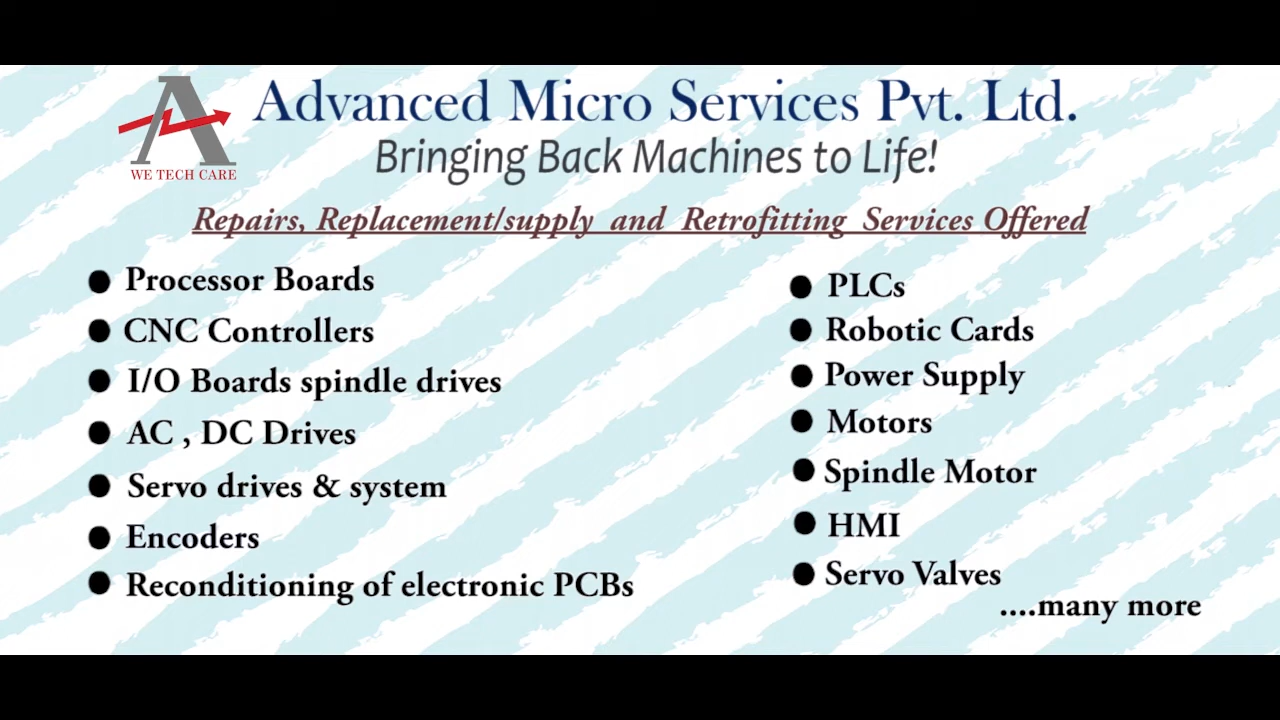 Advanced Micro Services Pvt. Ltd.
Bringing Back Machines to Life!
WE TECH CARE
Repairs, Replacement/supply and Retrofitting Services Offered
Processor Boards
CNC Controllers
I/O Boards spindle drives
AC , DC Drives
Servo drives & system
Encoders
Reconditioning of electronic PCBs
PLCs
Robotic Cards
Power Supply
Motors
Spindle Motor
HMI
Servo Valves
....many more